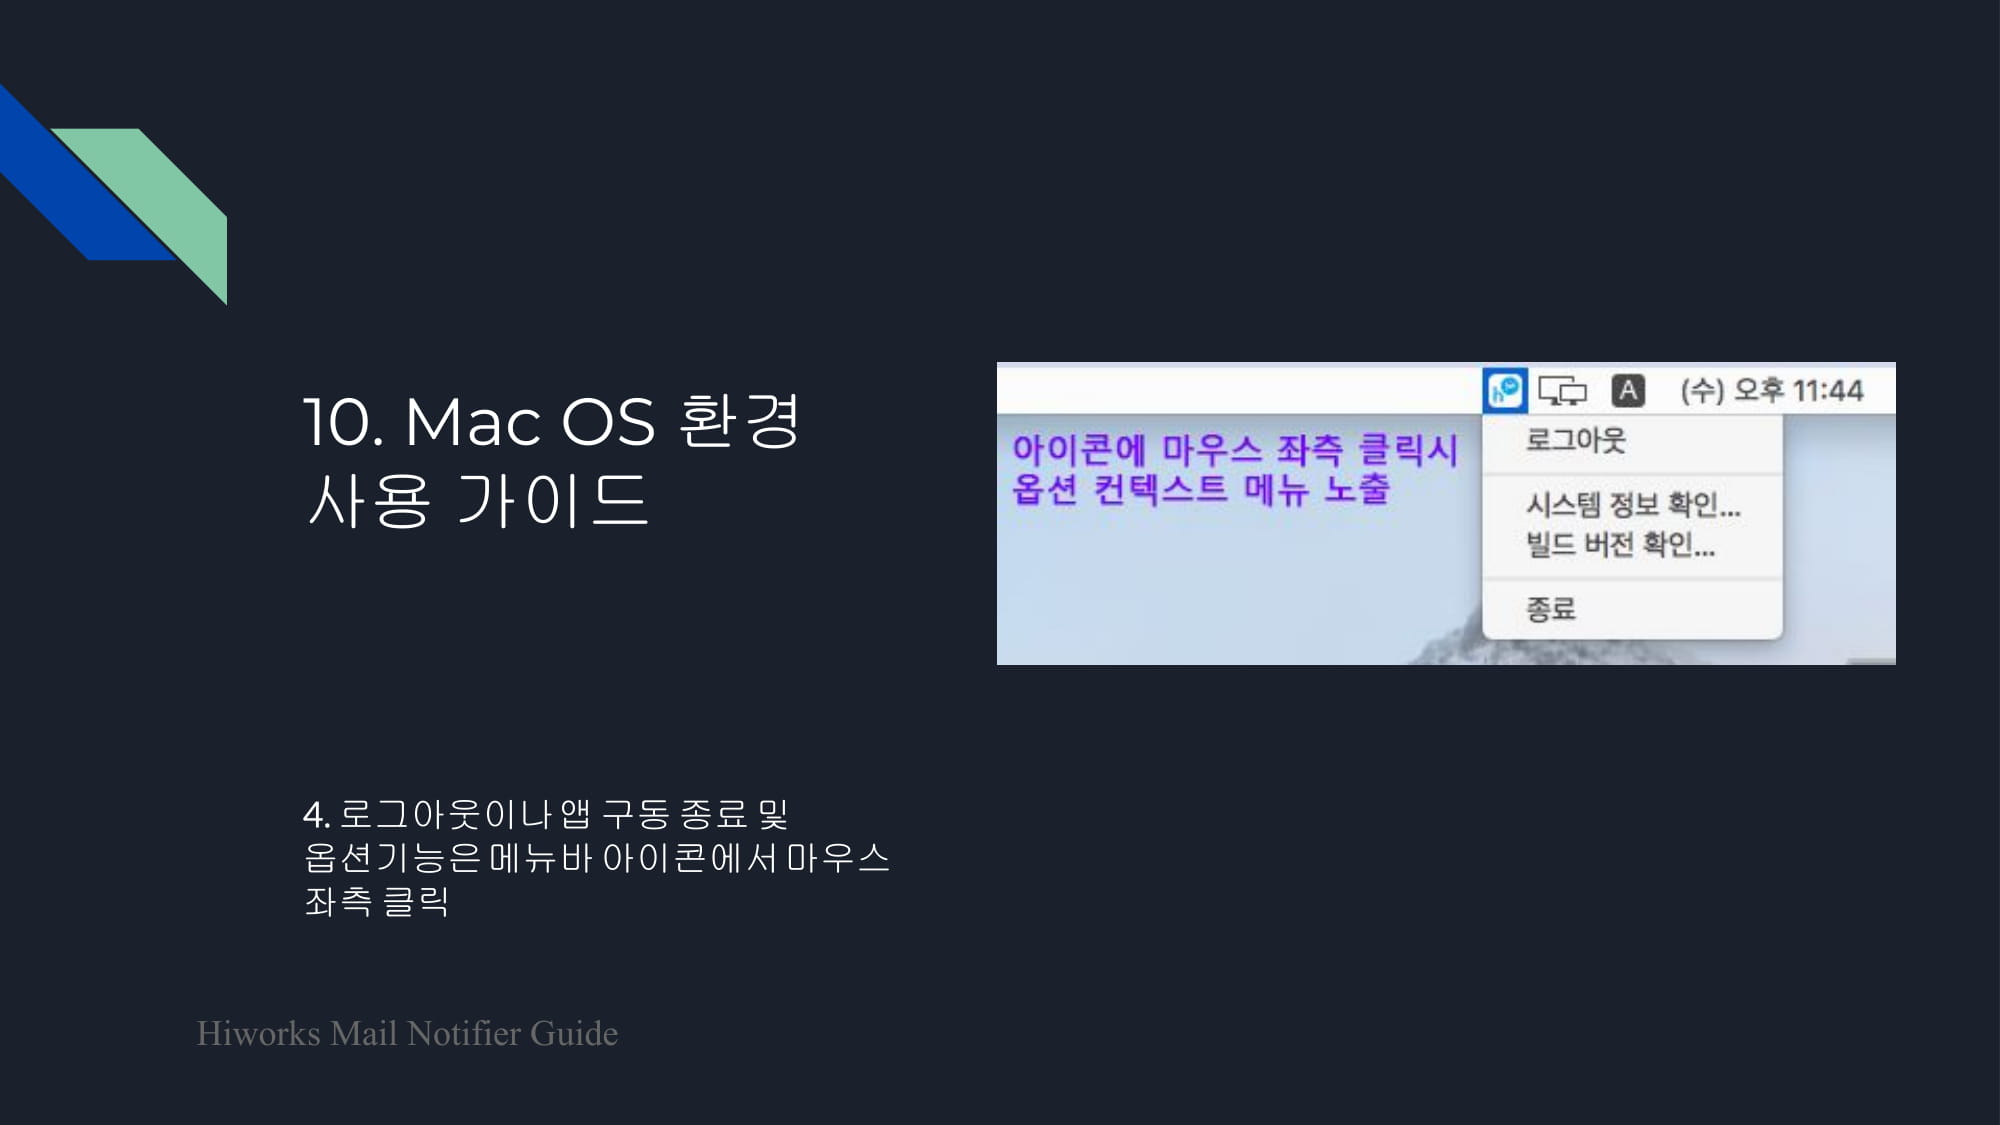 10. Mac OS 환경
사용 가이드
(수) 오후 11:44
A
아이콘에 마우스 좌측 클릭시
옵션 컨텍스트 메뉴 노출
로그아웃
시스템 정보 확인...
빌드 버전 확인...
종료
4. 로그아웃이나 앱 구동 종료 및
옵션기능은 메뉴바 아이콘에서 마우스
좌측 클릭
Hiworks Mail Notifier Guide